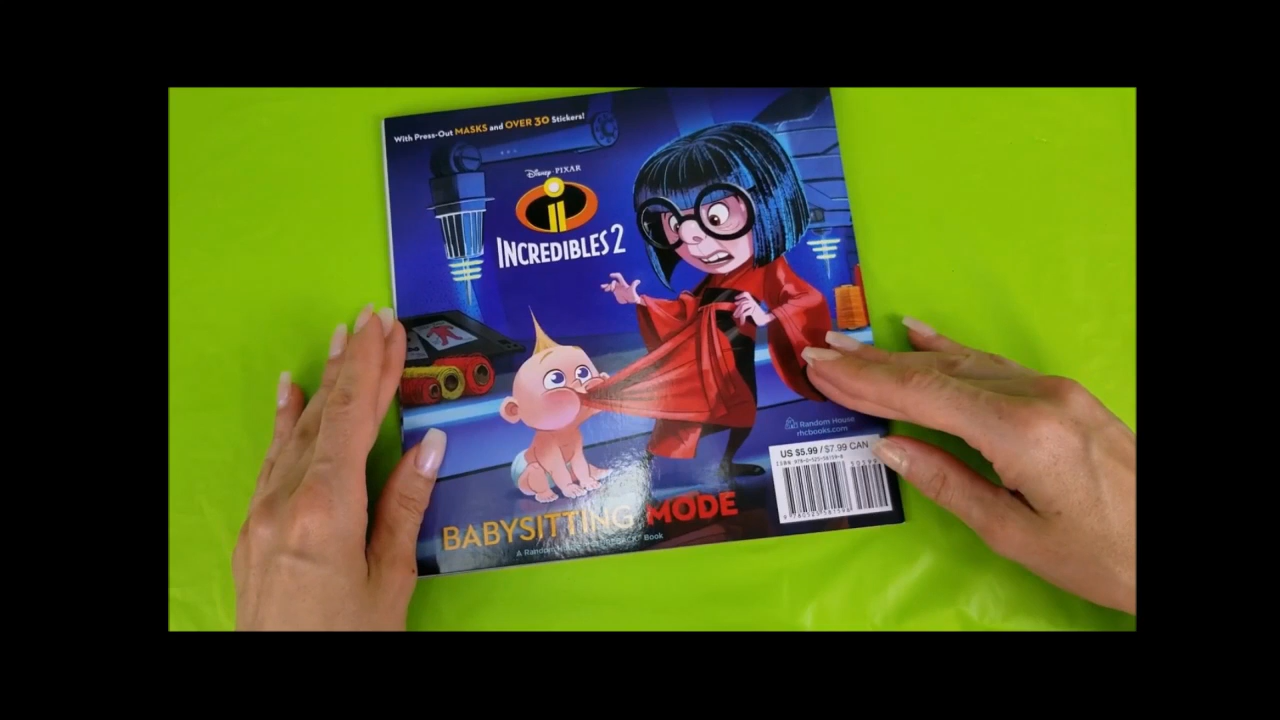 With Press-Out MASKS and OVER 30 Stickers!
Disney · PIXAR
INCREDIBLES 2
Random House
rhcbooks.com
US $5.99 / $7.99 CAN
BABYSITTING MODE
A Random Book